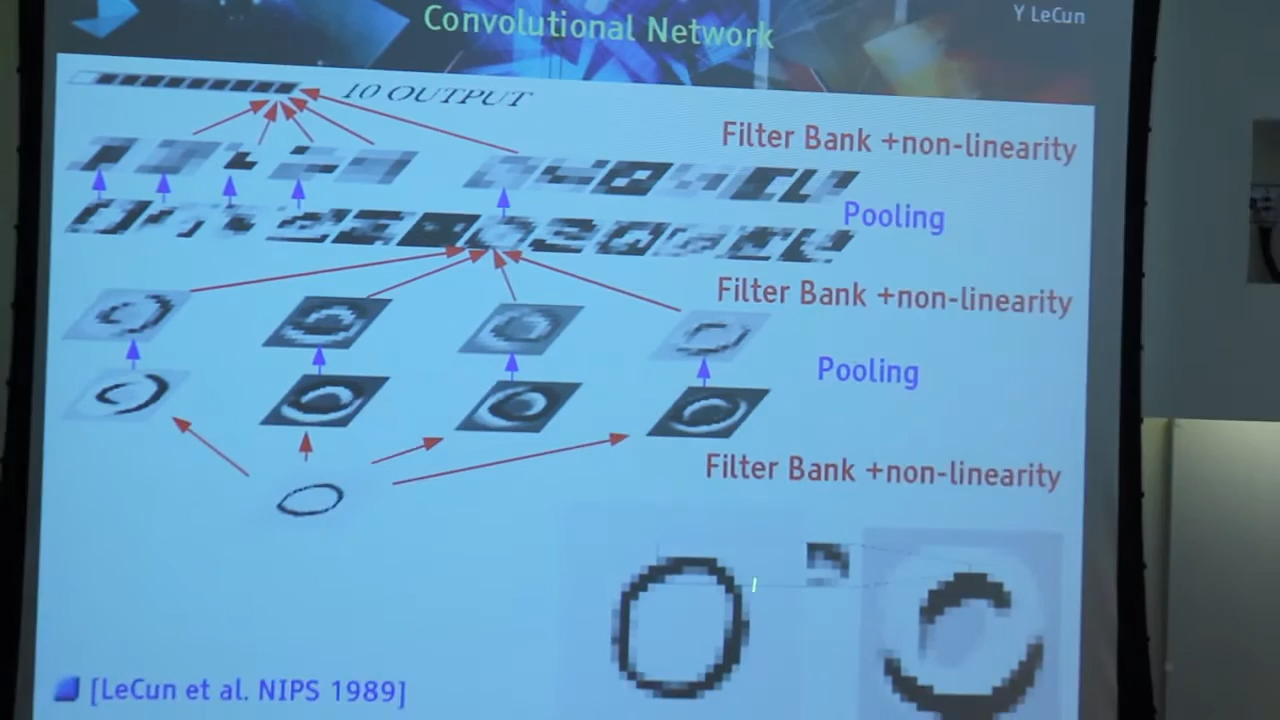 Convolutional Network
Y LeCun
10 OUTPUT
Filter Bank +non-linearity
Pooling
Filter Bank +non-linearity
Pooling
Filter Bank +non-linearity
[LeCun et al. NIPS 1989]